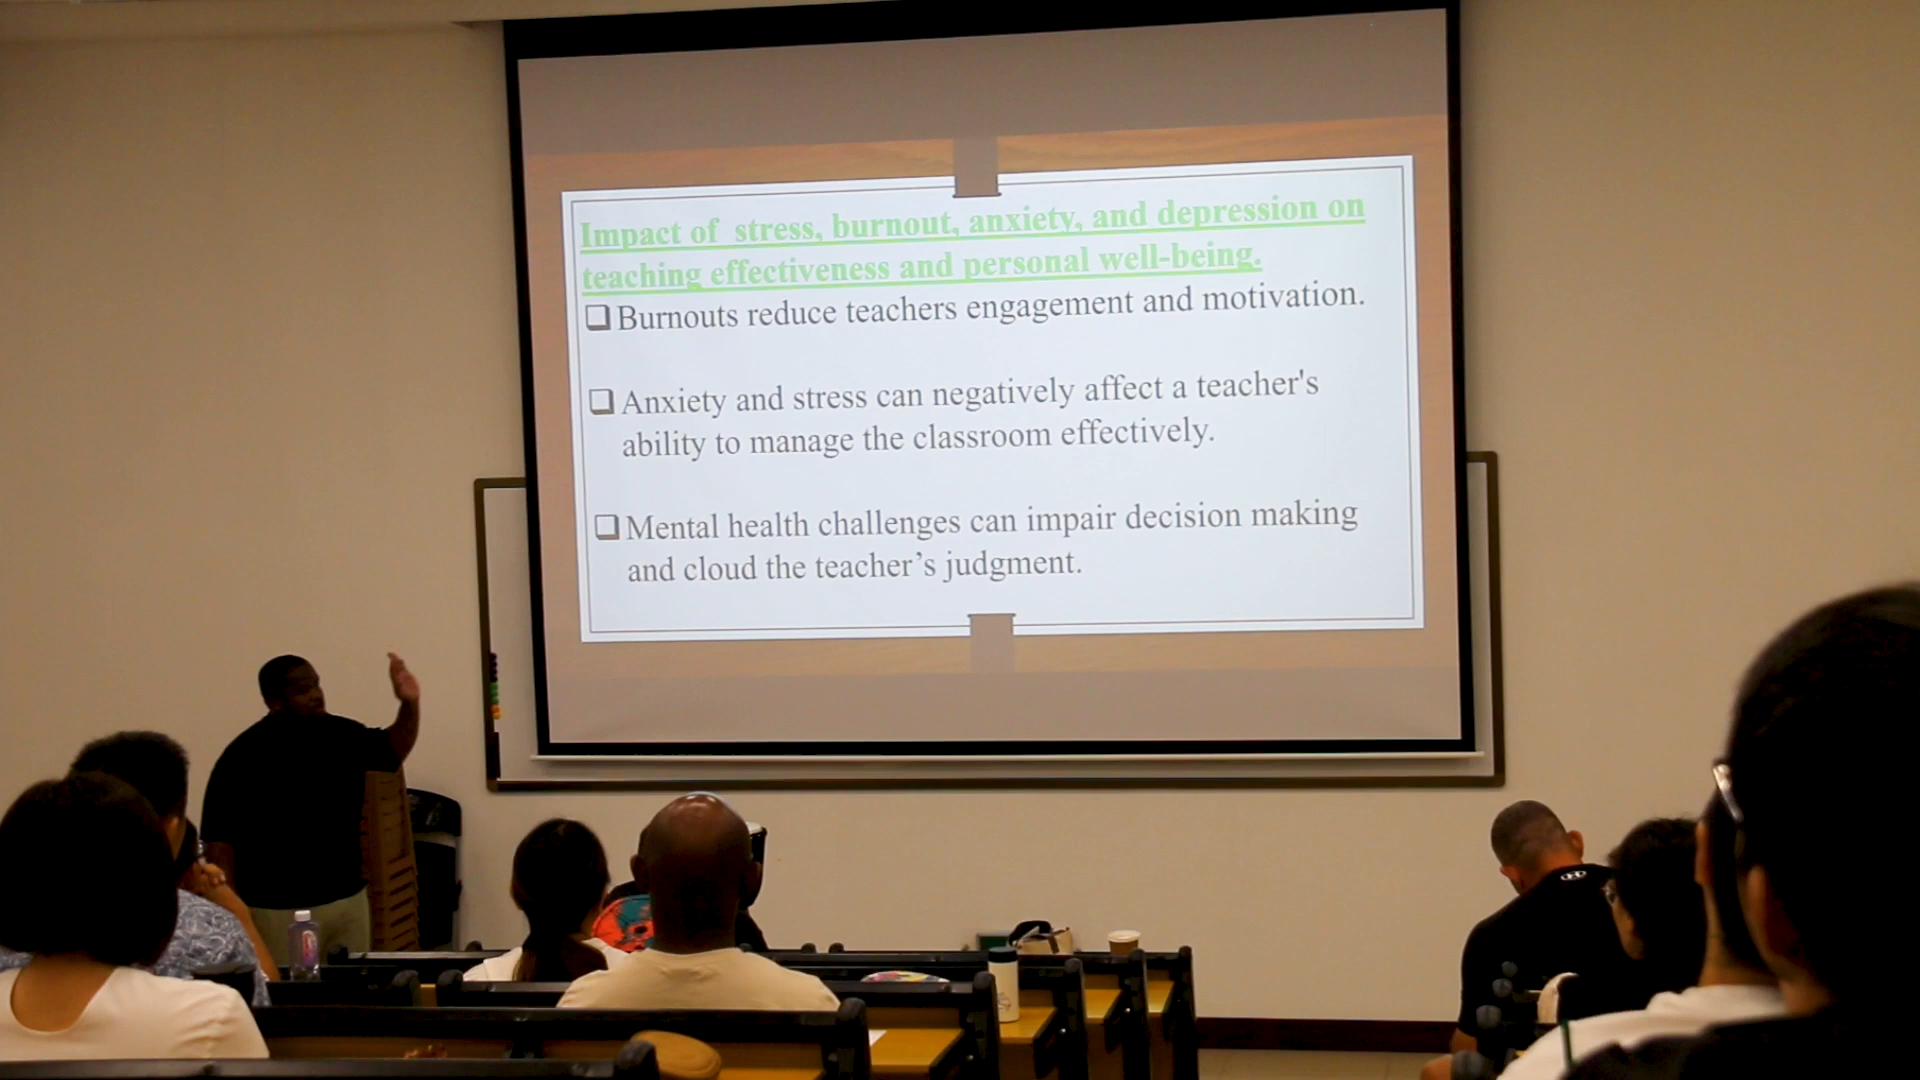 Impact of stress, burnout, anxiety, and depression on
teaching effectiveness and personal well-being.
Burnouts reduce teachers engagement and motivation.
Anxiety and stress can negatively affect a teacher's
ability to manage the classroom effectively.
Mental health challenges can impair decision making
and cloud the teacher’s judgment.